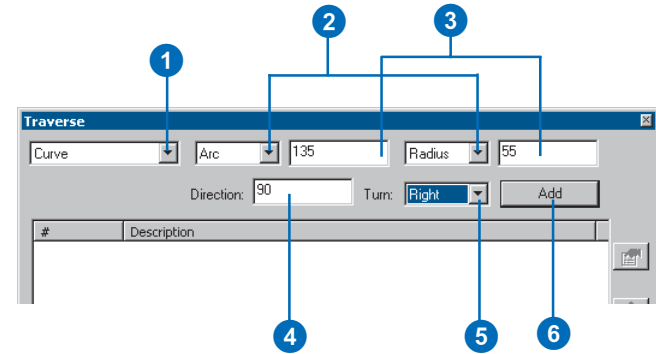 2
3
1
Traverse
Curve Arc 135 Radius 55
Direction: 90 Turn: Right Add
# Description
4
5
6